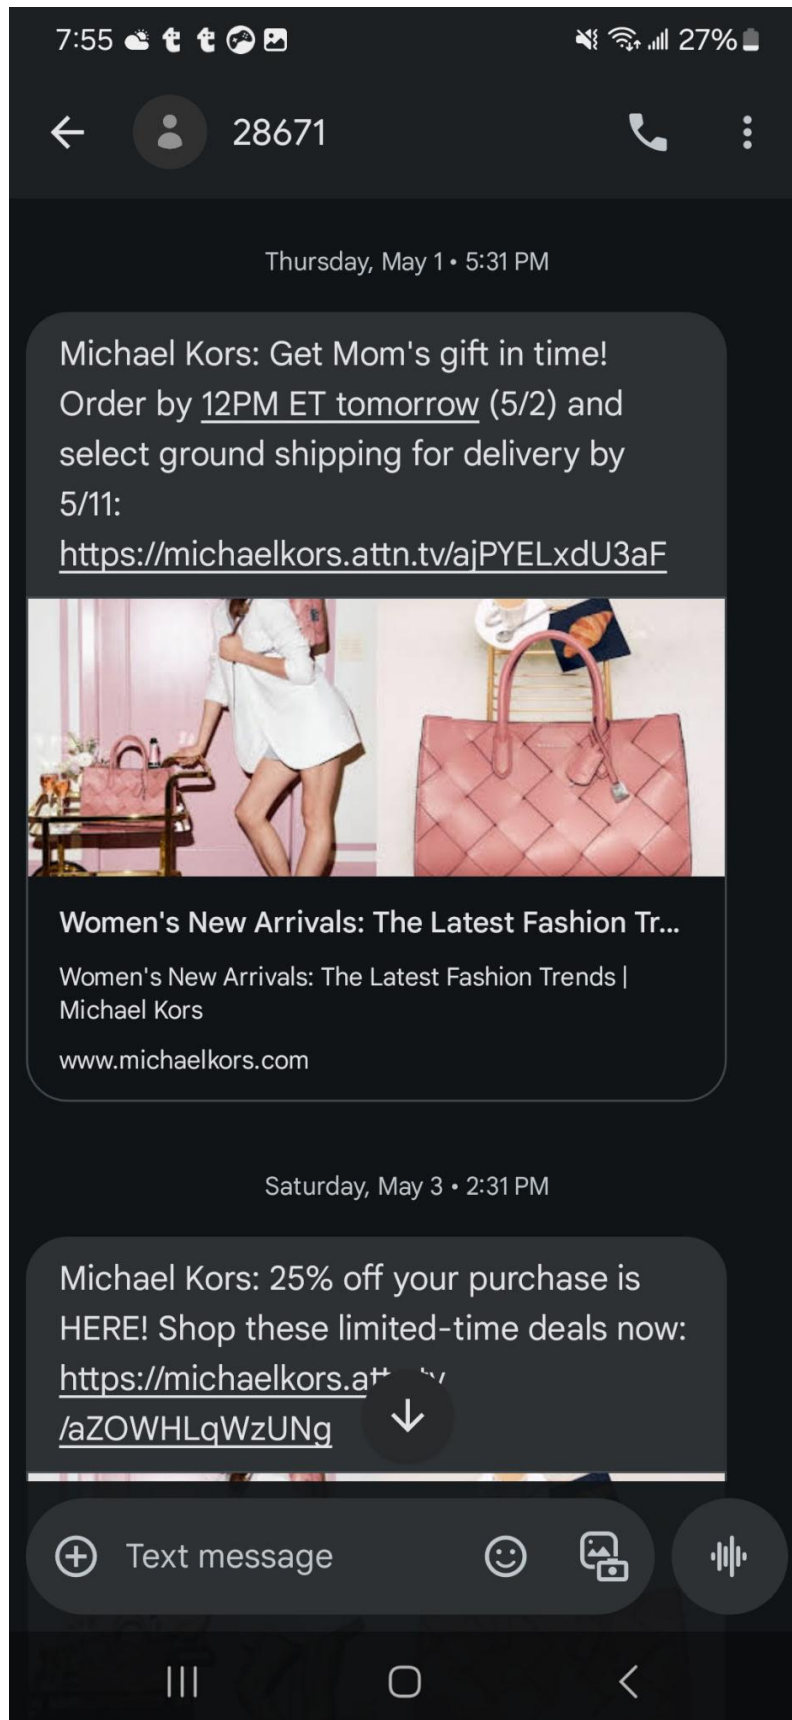 7:55
27%
28671
Thursday, May 1 • 5:31 PM
Michael Kors: Get Mom's gift in time!
Order by 12PM ET tomorrow (5/2) and
select ground shipping for delivery by
5/11:
https://michaelkors.attn.tv/ajPYELxdU3aF
Women's New Arrivals: The Latest Fashion Tr...
Women's New Arrivals: The Latest Fashion Trends |
Michael Kors
www.michaelkors.com
Saturday, May 3 • 2:31 PM
Michael Kors: 25% off your purchase is
HERE! Shop these limited-time deals now:
https://michaelkors.attn.tv
/aZOWHLqWzUNg
Text message